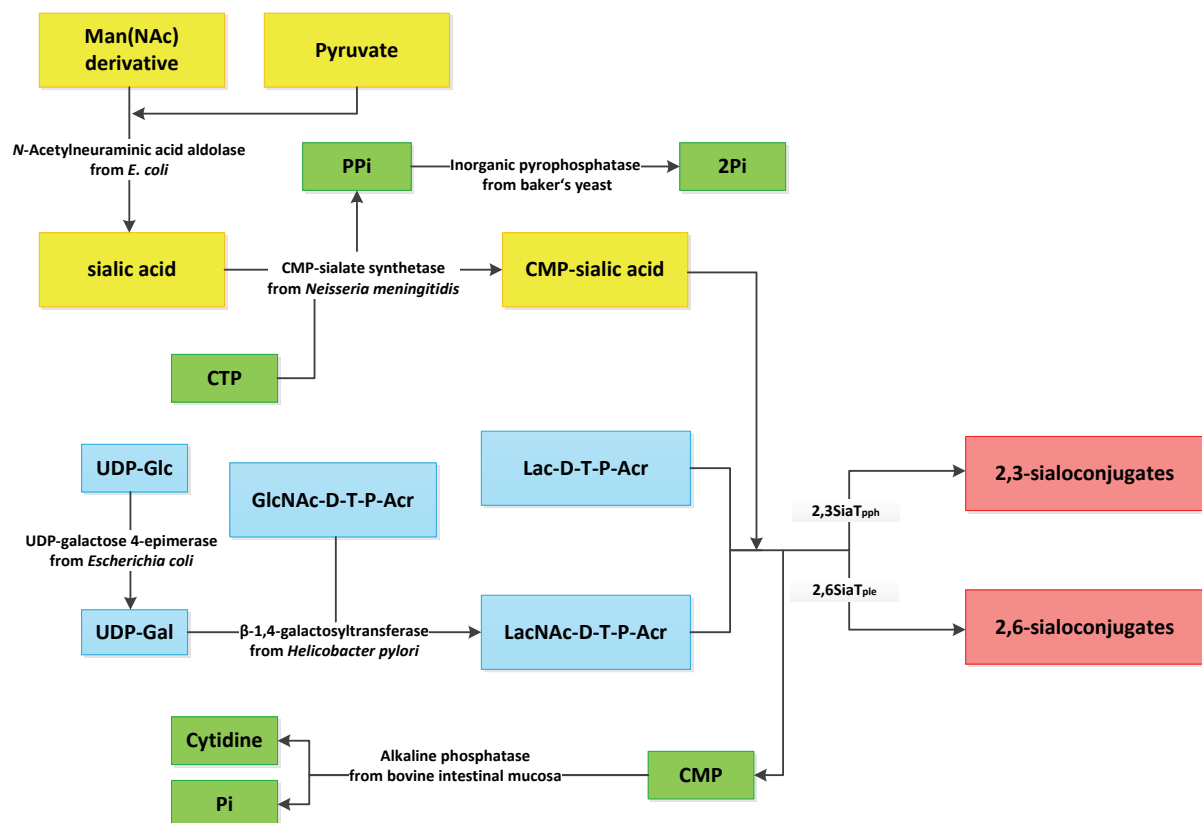 Man(NAc)
derivative
Pyruvate
N-Acetylneuraminic acid aldolase
from E. coli
PPi
Inorganic pyrophosphatase
from baker‘s yeast
2Pi
sialic acid
CMP-sialate synthetase
from Neisseria meningitidis
CMP-sialic acid
CTP
UDP-Glc
GlcNAc-D-T-P-Acr
Lac-D-T-P-Acr
2,3-sialoconjugates
2,3SiaTpph
UDP-galactose 4-epimerase
from Escherichia coli
2,6SiaTple
UDP-Gal
β-1,4-galactosyltransferase
from Helicobacter pylori
LacNAc-D-T-P-Acr
2,6-sialoconjugates
Cytidine
Alkaline phosphatase
from bovine intestinal mucosa
CMP
Pi